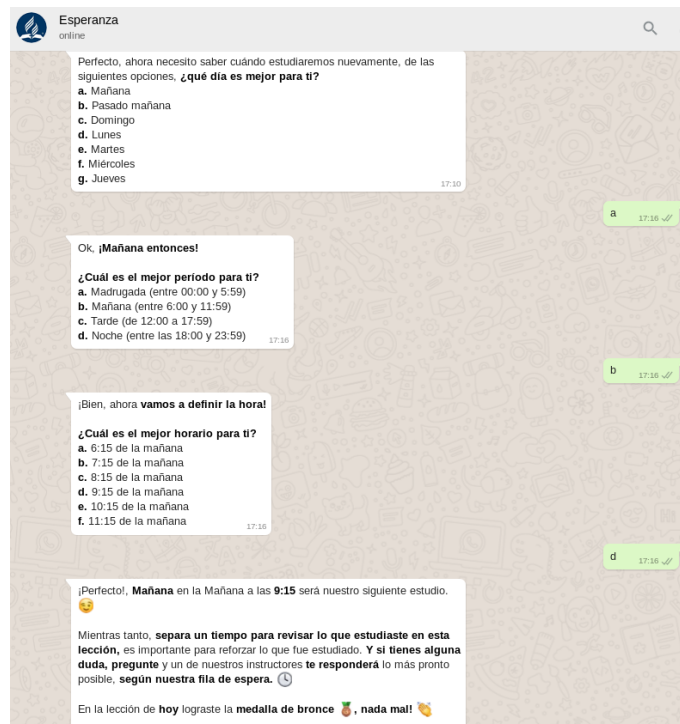 Esperanza
online
Perfecto, ahora necesito saber cuándo estudiaremos nuevamente, de las
siguientes opciones, ¿qué día es mejor para ti?
a. Mañana
b. Pasado mañana
c. Domingo
d. Lunes
e. Martes
f. Miércoles
g. Jueves
17:10
a 17:16
Ok, ¡Mañana entonces!
¿Cuál es el mejor período para ti?
a. Madrugada (entre 00:00 y 5:59)
b. Mañana (entre 6:00 y 11:59)
c. Tarde (de 12:00 a 17:59)
d. Noche (entre las 18:00 y 23:59)
17:16
b 17:16
¡Bien, ahora vamos a definir la hora!
¿Cuál es el mejor horario para ti?
a. 6:15 de la mañana
b. 7:15 de la mañana
c. 8:15 de la mañana
d. 9:15 de la mañana
e. 10:15 de la mañana
f. 11:15 de la mañana
17:16
d 17:16
¡Perfecto!, Mañana en la Mañana a las 9:15 será nuestro siguiente estudio.
😉
Mientras tanto, separa un tiempo para revisar lo que estudiaste en esta
lección, es importante para reforzar lo que fue estudiado. Y si tienes alguna
duda, pregunte y un de nuestros instructores te responderá lo más pronto
posible, según nuestra fila de espera. 🕓
En la lección de hoy lograste la medalla de bronce 🥉, nada mal! 👏